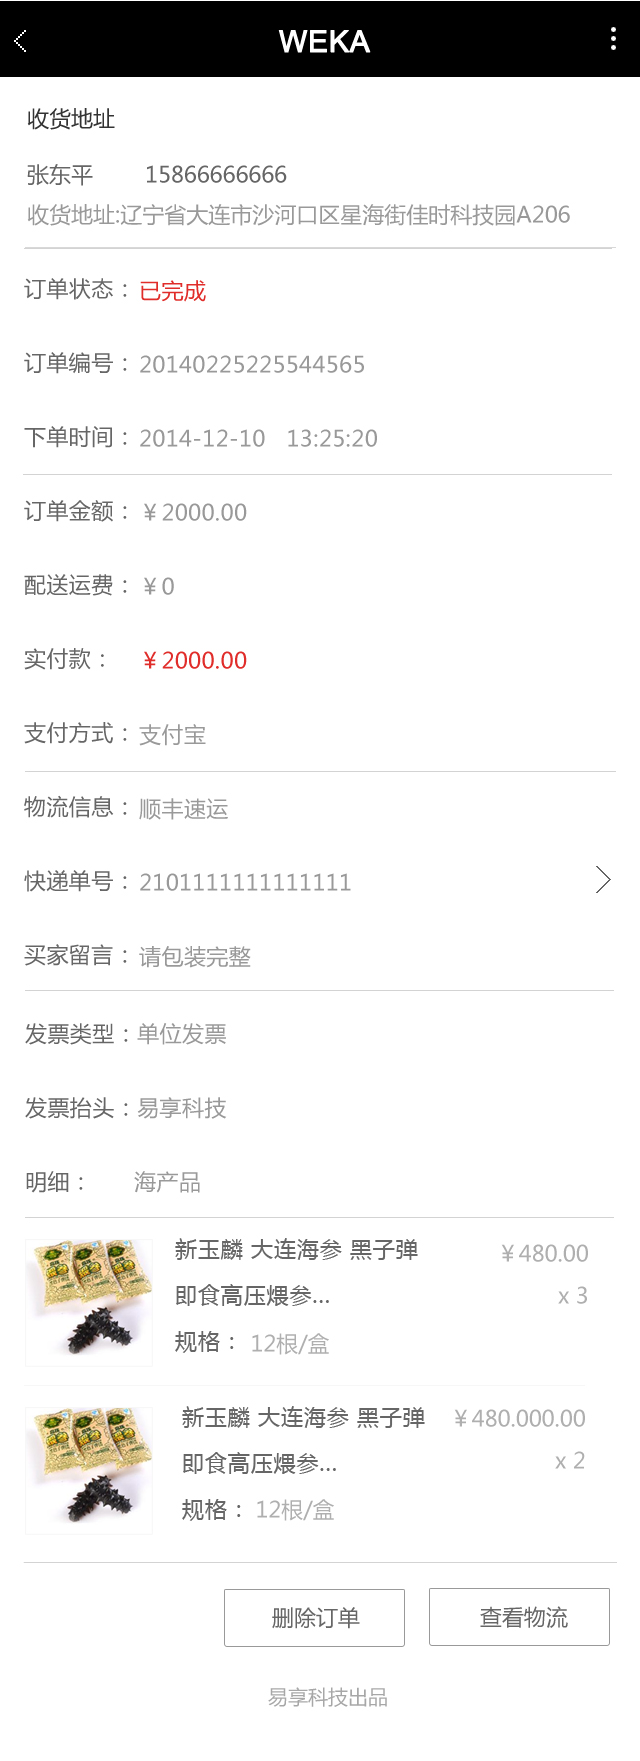 WEKA
收货地址
张东平 15866666666
收货地址:辽宁省大连市沙河口区星海街佳时科技园A206
订单状态： 已完成
订单编号： 20140225225544565
下单时间： 2014-12-10 13:25:20
订单金额： ¥2000.00
配送运费： ¥0
实付款： ¥2000.00
支付方式： 支付宝
物流信息： 顺丰速运
快递单号： 2101111111111111
买家留言： 请包装完整
发票类型：单位发票
发票抬头：易享科技
明细： 海产品
新玉麟 大连海参 黑子弹 ¥480.00
即食高压煨参... x 3
规格： 12根/盒
新玉麟 大连海参 黑子弹 ¥480.000.00
即食高压煨参... x 2
规格： 12根/盒
删除订单 查看物流
易享科技出品